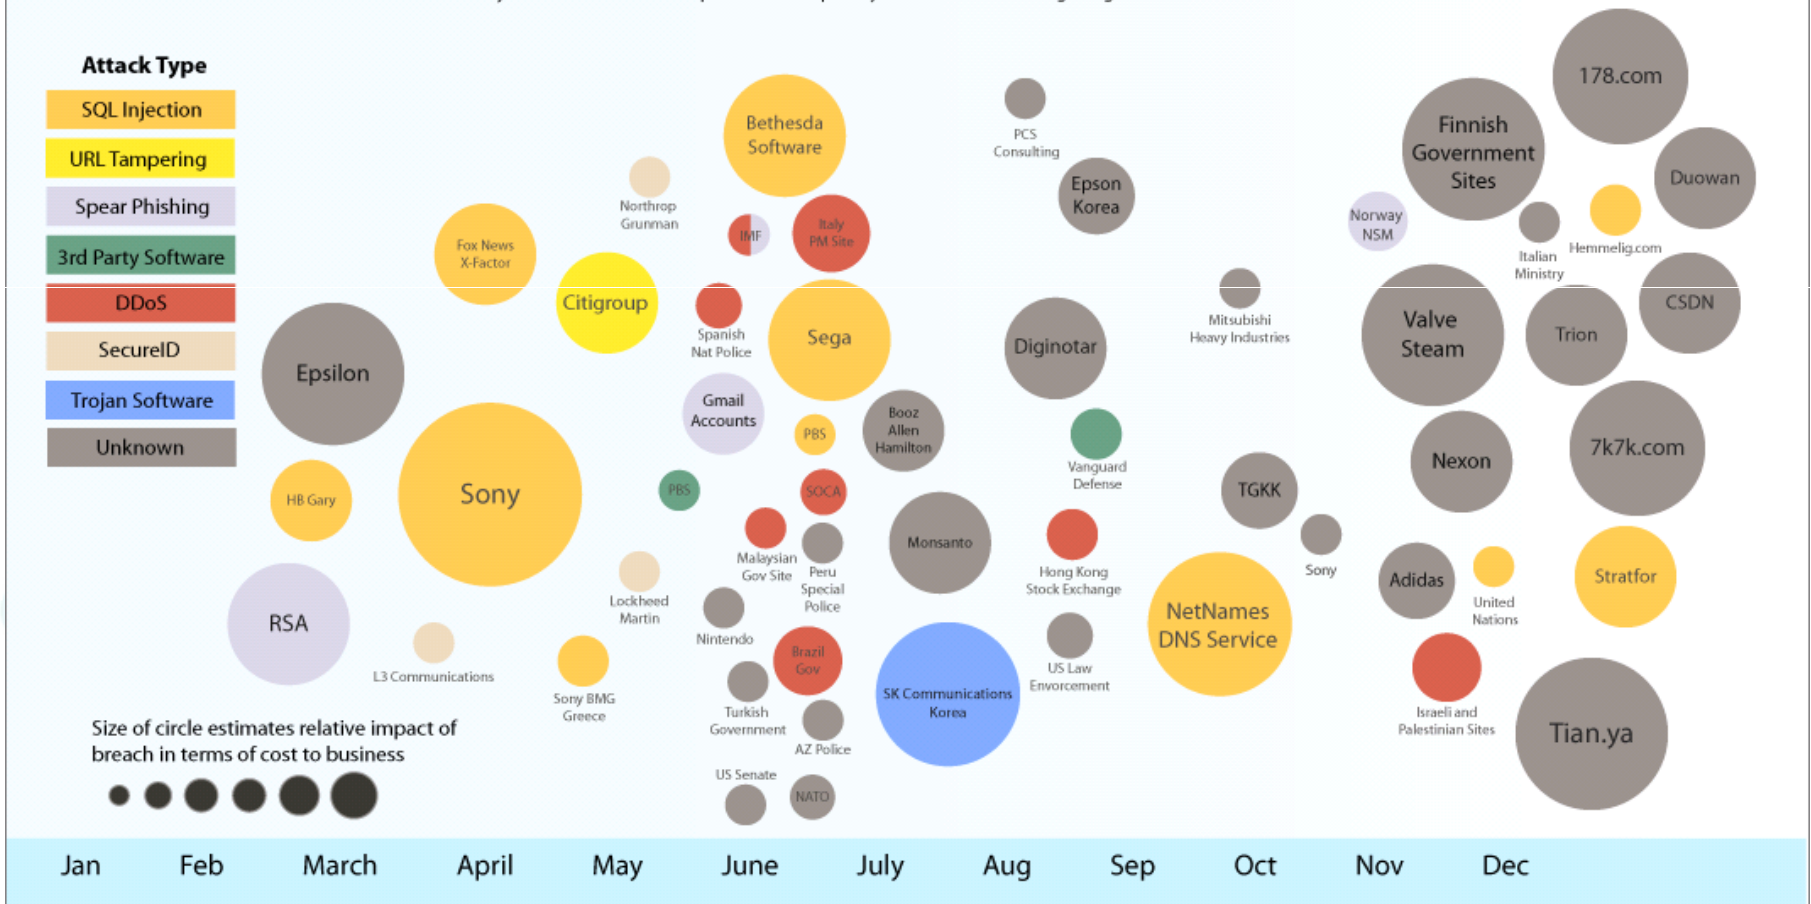 Attack Type
SQL Injection
URL Tampering
Spear Phishing
3rd Party Software
DDoS
SecureID
Trojan Software
Unknown
Size of circle estimates relative impact of
breach in terms of cost to business
Epsilon
HB Gary
RSA
Fox News
X-Factor
Sony
L3 Communications
Northrop
Grunman
Citigroup
PBS
Lockheed
Martin
Sony BMG
Greece
Bethesda
Software
IMF
Italy
PM Site
Spanish
Nat Police
Sega
Gmail
Accounts
PBS
Booz
Allen
Hamilton
SOCA
Malaysian
Gov Site
Peru
Special
Police
Nintendo
Brazil
Gov
Turkish
Government
AZ Police
US Senate
NATO
Monsanto
SK Communications
Korea
PCS
Consulting
Epson
Korea
Diginotar
Vanguard
Defense
Hong Kong
Stock Exchange
US Law
Envorcement
Mitsubishi
Heavy Industries
TGKK
Sony
NetNames
DNS Service
178.com
Finnish
Government
Sites
Duowan
Norway
NSM
Italian
Ministry
Hemmelig.com
Valve
Steam
Trion
CSDN
Nexon
7k7k.com
Adidas
United
Nations
Stratfor
Israeli and
Palestinian Sites
Tian.ya
Jan
Feb
March
April
May
June
July
Aug
Sep
Oct
Nov
Dec